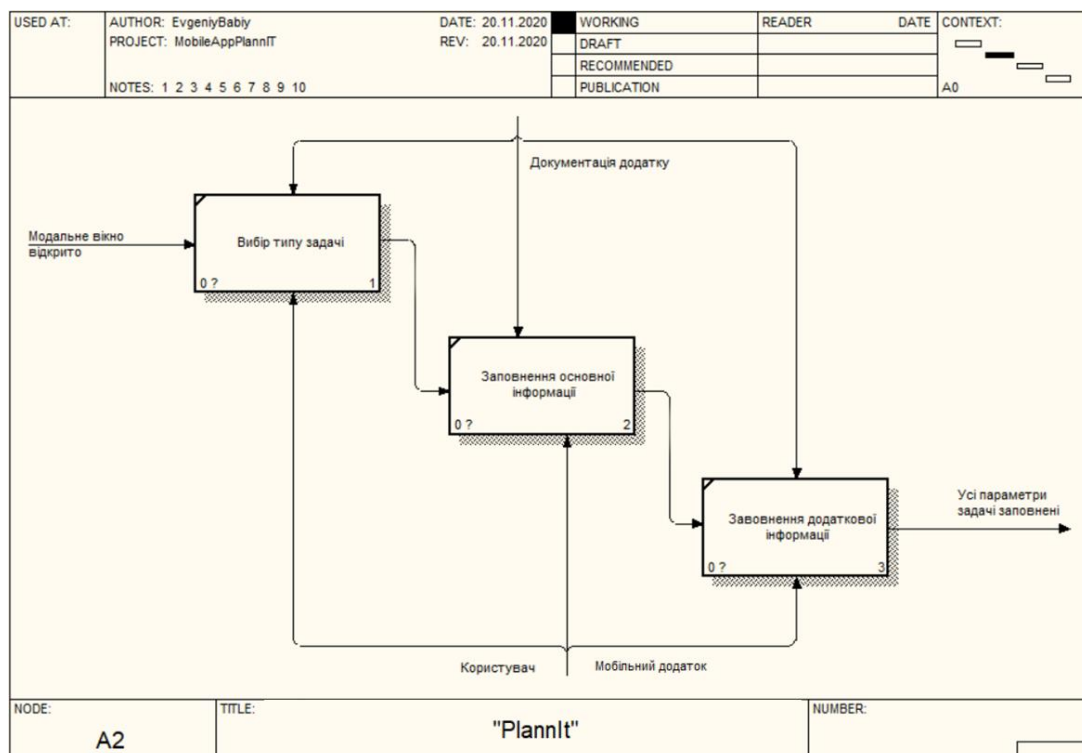 USED AT:
AUTHOR: EvgeniyBabiy
DATE: 20.11.2020
WORKING
READER
DATE
CONTEXT:
PROJECT: MobileAppPlannIT
REV: 20.11.2020
DRAFT
RECOMMENDED
NOTES: 1 2 3 4 5 6 7 8 9 10
PUBLICATION
A0
Документація додатку
Модальне вікно
відкрито
Вибір типу задачі
0 ?
1
Заповнення основної
інформації
0 ?
2
Завовнення додаткової
інформації
0 ?
3
Усі параметри
задачі заповнені
Користувач
Мобільний додаток
NODE:
A2
TITLE:
"PlannIt"
NUMBER: